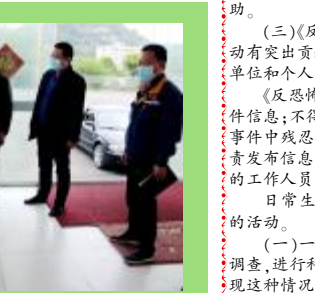 助。
(三)《反
动有突出贡
单位和个人
《反恐怖
件信息;不得
事件中残忍
责发布信息
的工作人员
日常生
的活动。
(一)一
调查,进行和
现这种情况